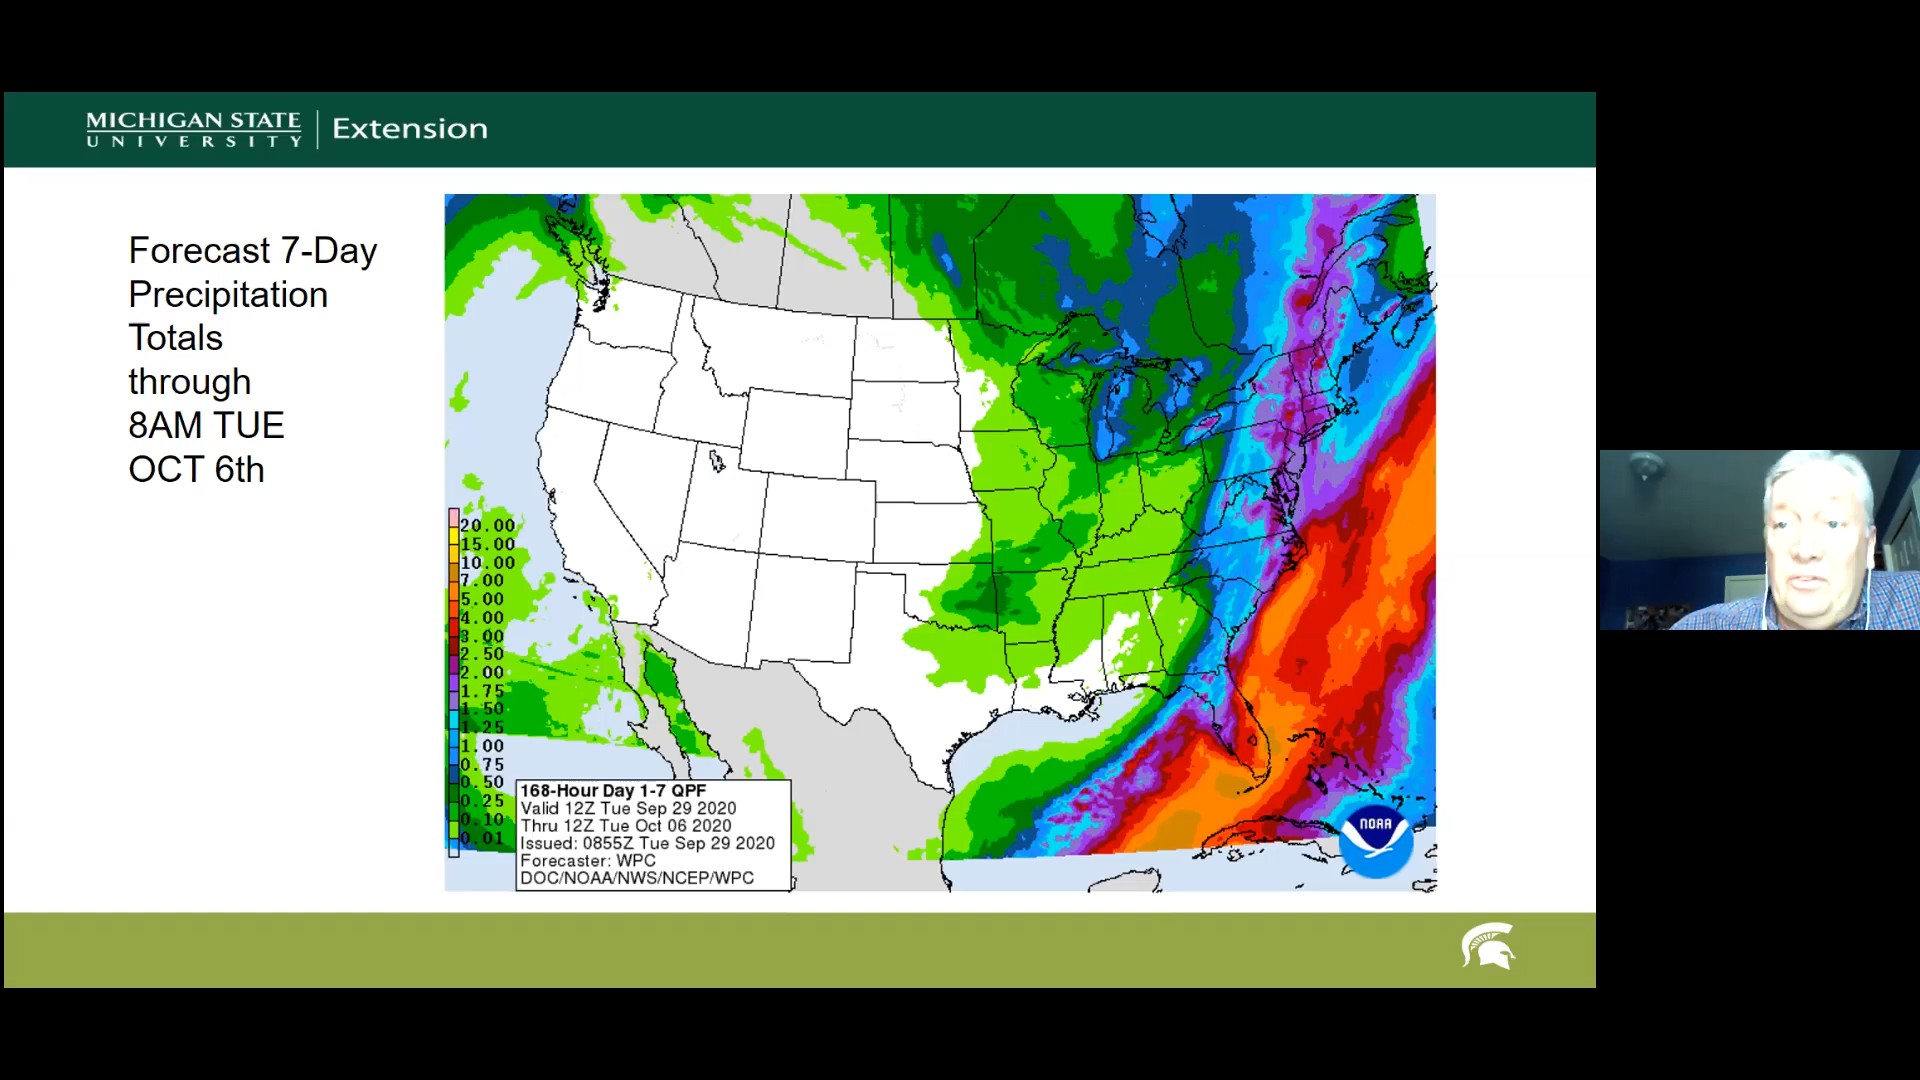 MICHIGAN STATE
UNIVERSITY
Extension
Forecast 7-Day
Precipitation
Totals
through
8AM TUE
OCT 6th
20.00
15.00
10.00
7.00
5.00
4.00
3.00
2.50
2.00
1.75
1.50
1.25
1.00
0.75
0.50
0.25
0.10
0.01
168-Hour Day 1-7 QPF
Valid 12Z Tue Sep 29 2020
Thru 12Z Tue Oct 06 2020
Issued: 0855Z Tue Sep 29 2020
Forecaster: WPC
DOC/NOAA/NWS/NCEP/WPC
NOAA